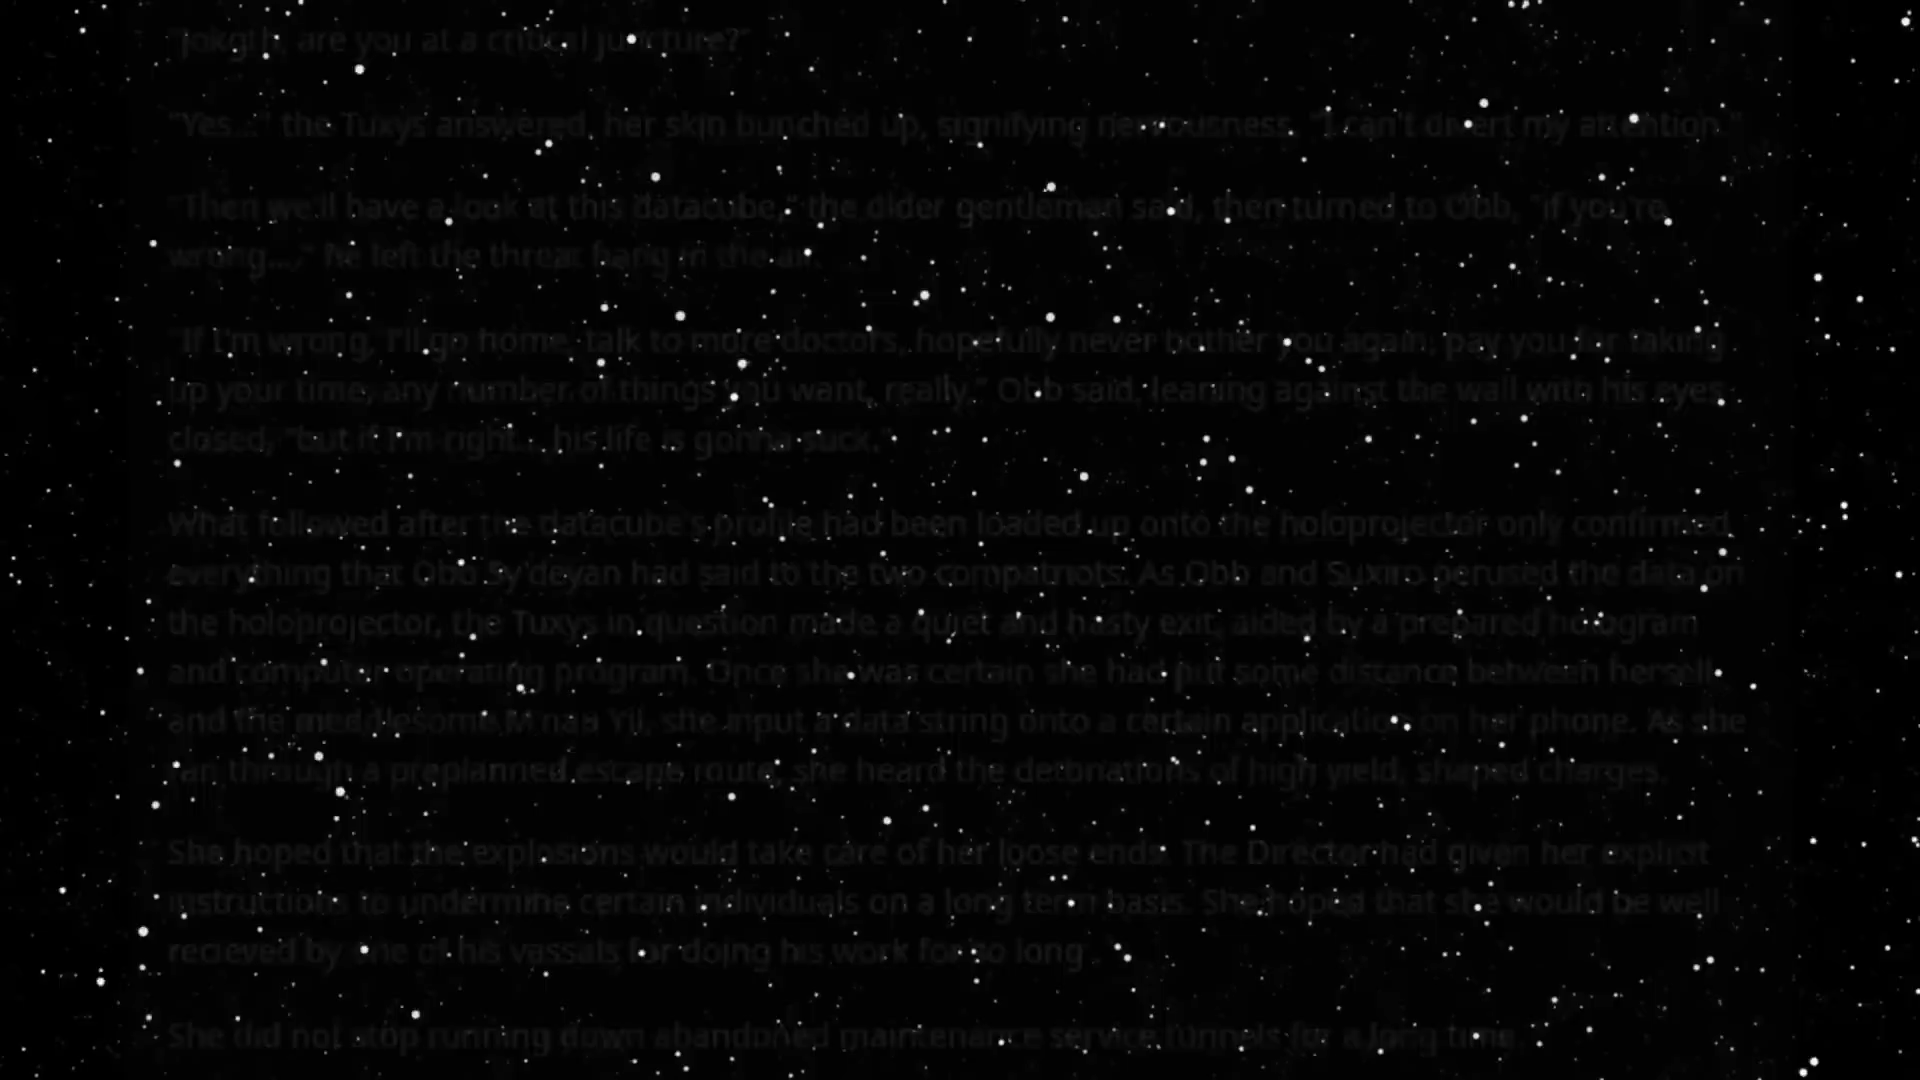 "Jokgth, are you at a critical juncture?"
"Yes..." the Tuxys answered, her skin bunched up, signifying nervousness. "I can't divert my attention."
"Then we'll have a look at this datacube," the older gentleman said, then turned to Obb, "if you're
wrong..." he left the threat hang in the air.
"If I'm wrong, I'll go home, talk to more doctors, hopefully never bother you again, pay you for taking
up your time, any number of things you want, really." Obb said, leaning against the wall with his eyes
closed, "but if I'm right... his life is gonna suck."
What followed after the datacube's profile had been loaded up onto the holoprojector only confirmed
everything that Obb Sy'deyan had said to the two compatriots. As Obb and Suxiro perused the data on
the holoprojector, the Tuxys in question made a quiet and hasty exit, aided by a prepared hologram
and computer operating program. Once she was certain she had put some distance between herself
and the meddlesome M'nau Yil, she input a data string onto a certain application on her phone. As she
ran through a preplanned escape route, she heard the detonations of high yield, shaped charges.
She hoped that the explosions would take care of her loose ends. The Director had given her explicit
instructions to undermine certain individuals on a long term basis. She hoped that she would be well
recieved by one of his vassals for doing his work for so long.
She did not stop running down abandoned maintenance service tunnels for a long time.